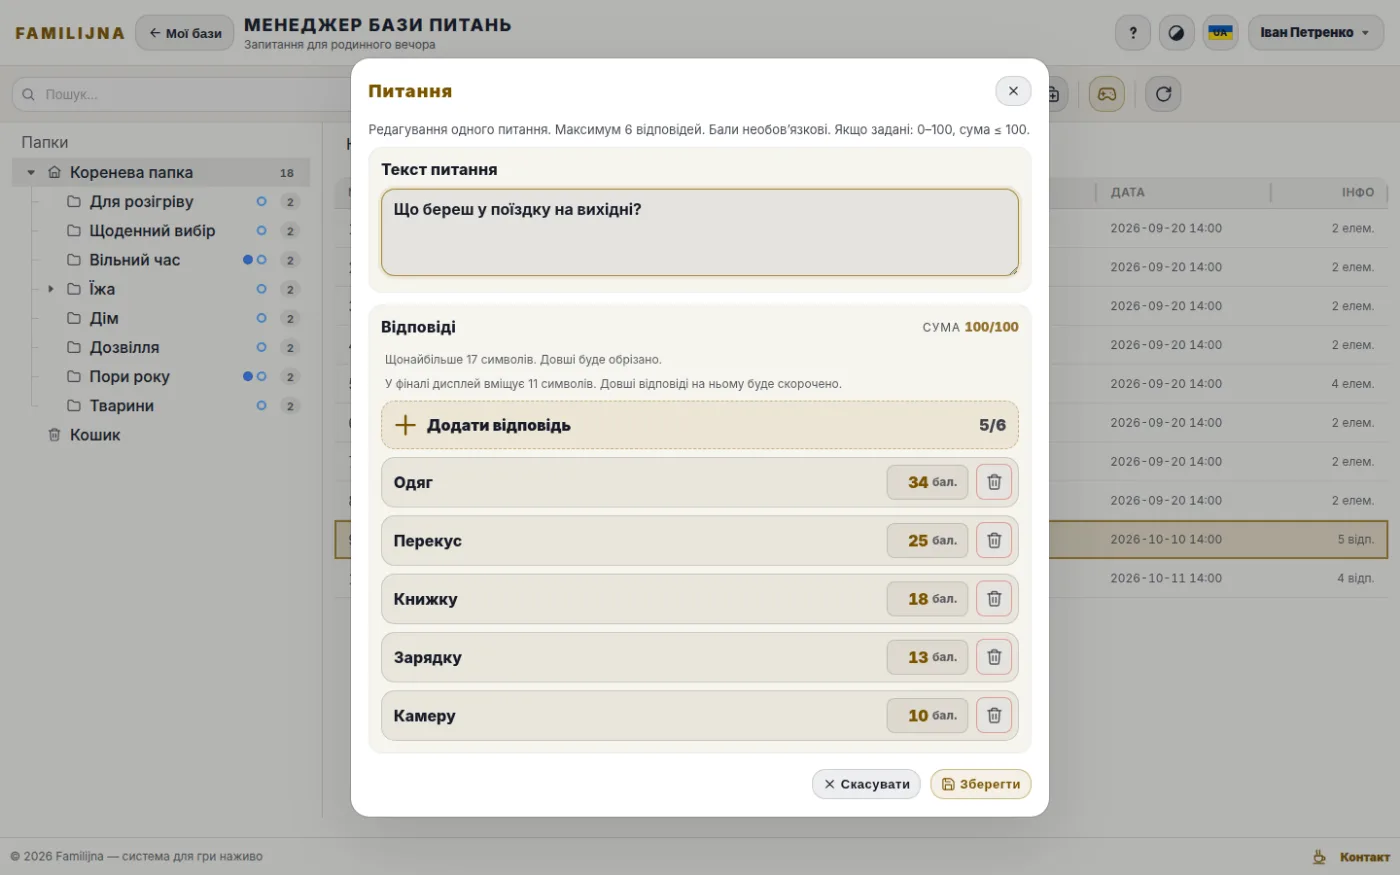 FAMILIJNA
← Мої бази
МЕНЕДЖЕР БАЗИ ПИТАНЬ
Запитання для родинного вечора
?
UA
Іван Петренко
Пошук...
Папки
Коренева папка 18
Для розігріву 2
Щоденний вибір 2
Вільний час 2
Їжа 2
Дім 2
Дозвілля 2
Пори року 2
Тварини 2
Кошик
ДАТА ІНФО
2026-09-20 14:00 2 елем.
2026-09-20 14:00 2 елем.
2026-09-20 14:00 2 елем.
2026-09-20 14:00 2 елем.
2026-09-20 14:00 4 елем.
2026-09-20 14:00 2 елем.
2026-09-20 14:00 2 елем.
2026-09-20 14:00 2 елем.
2026-10-10 14:00 5 відп.
2026-10-11 14:00 4 відп.
Питання
Редагування одного питання. Максимум 6 відповідей. Бали необов’язкові. Якщо задані: 0–100, сума ≤ 100.
Текст питання
Що береш у поїздку на вихідні?
Відповіді
СУМА 100/100
Щонайбільше 17 символів. Довші буде обрізано.
У фіналі дисплей вміщує 11 символів. Довші відповіді на ньому буде скорочено.
Додати відповідь 5/6
Одяг 34 бал.
Перекус 25 бал.
Книжку 18 бал.
Зарядку 13 бал.
Камеру 10 бал.
Скасувати
Зберегти
© 2026 Familijna — система для гри наживо
Контакт